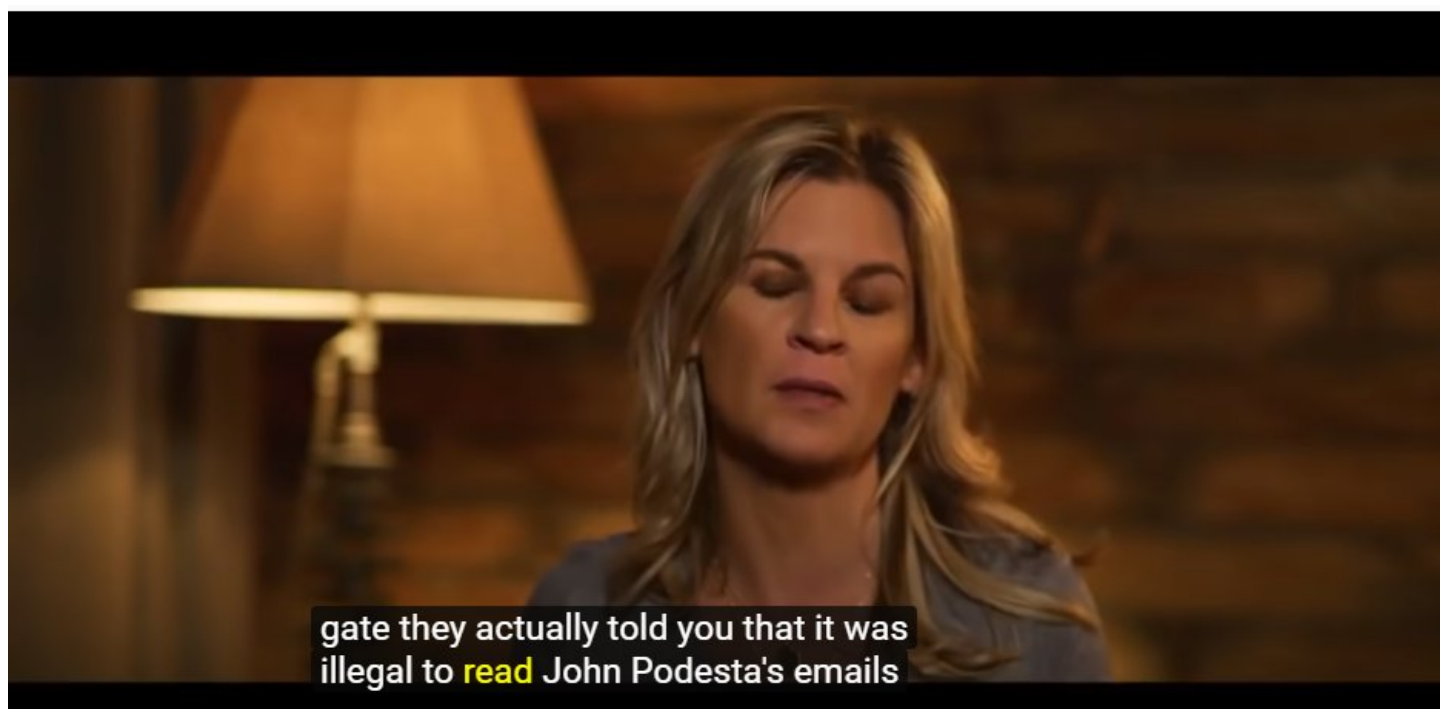 gate they actually told you that it was
illegal to read John Podesta's emails